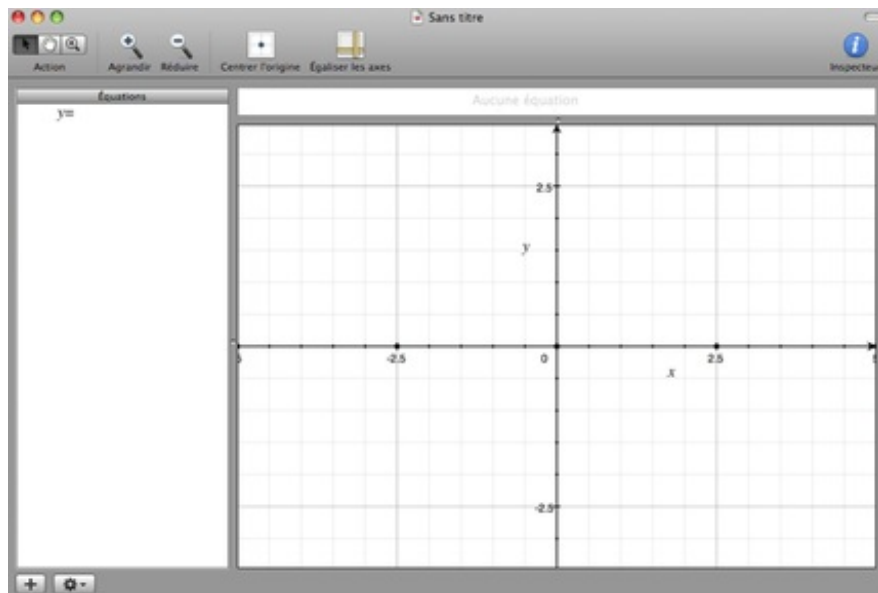 Sans titre
Action Agrandir Réduire Centrer l'origine Égaliser les axes Inspecteu
Équations
Aucune équation
y=
2.5
y
-2.5 0 2.5 5
x
-2.5